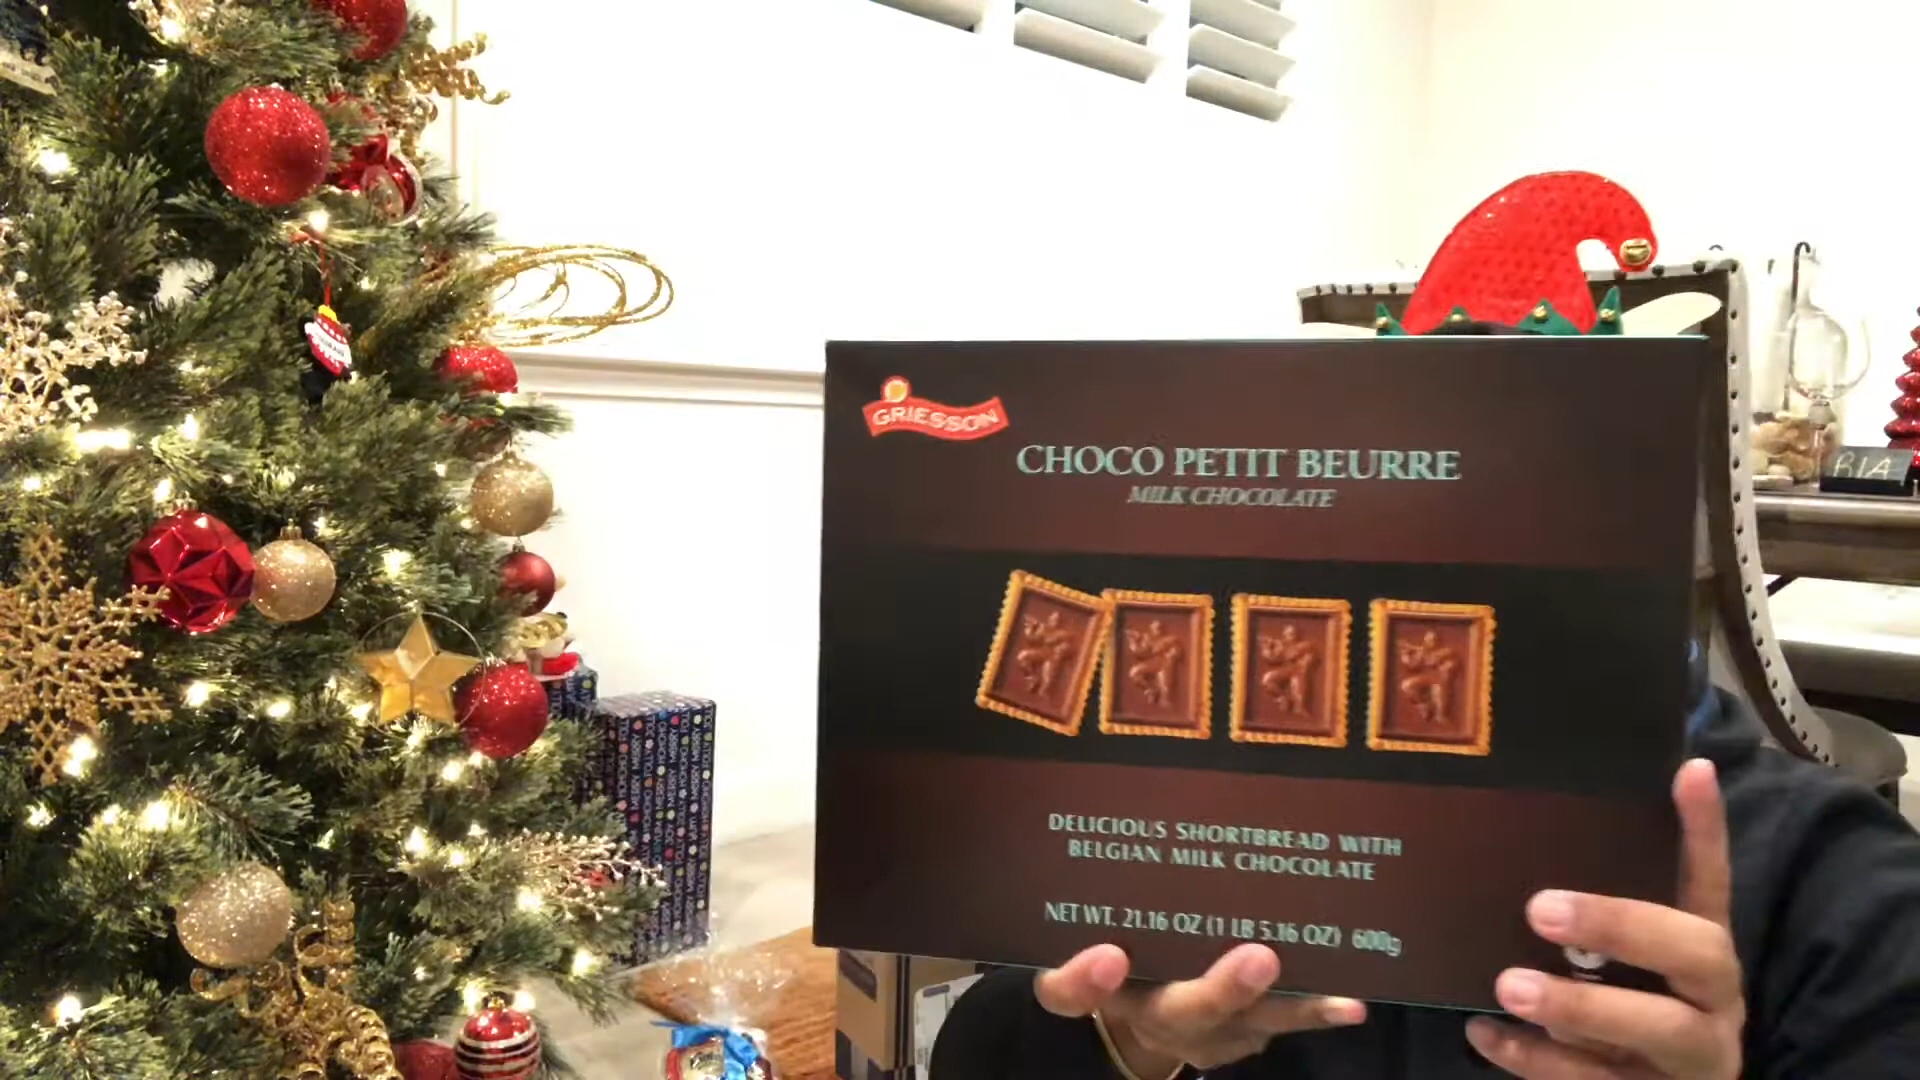 GRIESSON
CHOCO PETIT BEURRE
MILK CHOCOLATE
DELICIOUS SHORTBREAD WITH
BELGIAN MILK CHOCOLATE
NET WT. 21.16 OZ (1 LB 5.16 OZ) 600g
RIA